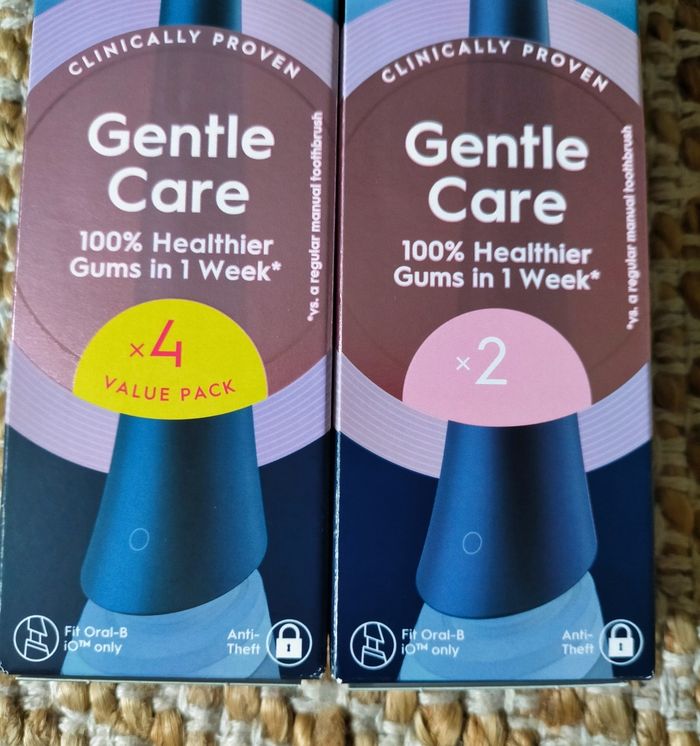 CLINICALLY PROVEN
Gentle
Care
100% Healthier
Gums in 1 Week*
*vs. a regular manual toothbrush
x4
VALUE PACK
Fit Oral-B
iO™ only
Anti-
Theft
CLINICALLY PROVEN
Gentle
Care
100% Healthier
Gums in 1 Week*
*vs. a regular manual toothbrush
x2
Fit Oral-B
iO™ only
Anti-
Theft